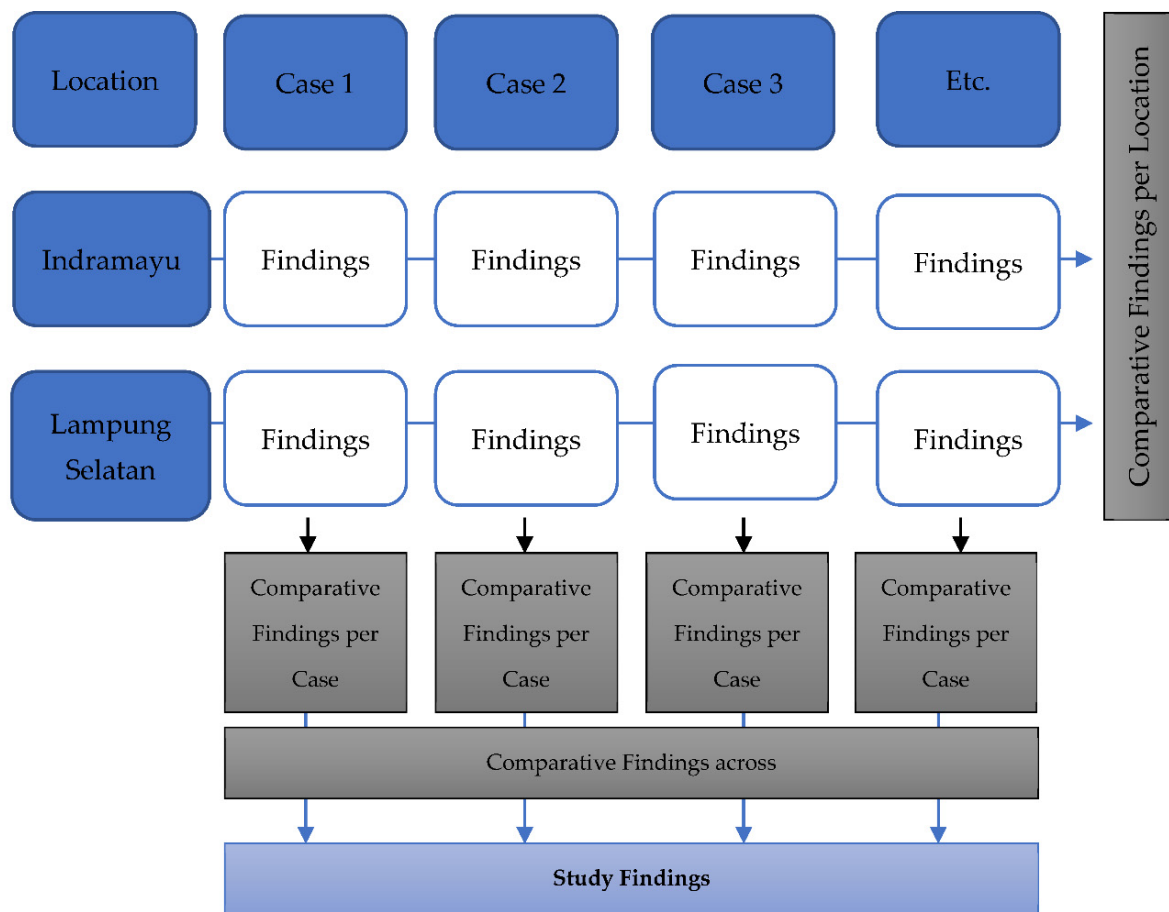 Location
Case 1
Case 2
Case 3
Etc.
Comparative Findings per Location
Indramayu
Findings
Findings
Findings
Findings
Lampung
Selatan
Findings
Findings
Findings
Findings
Comparative
Findings per
Case
Comparative
Findings per
Case
Comparative
Findings per
Case
Comparative
Findings per
Case
Comparative Findings across
Study Findings